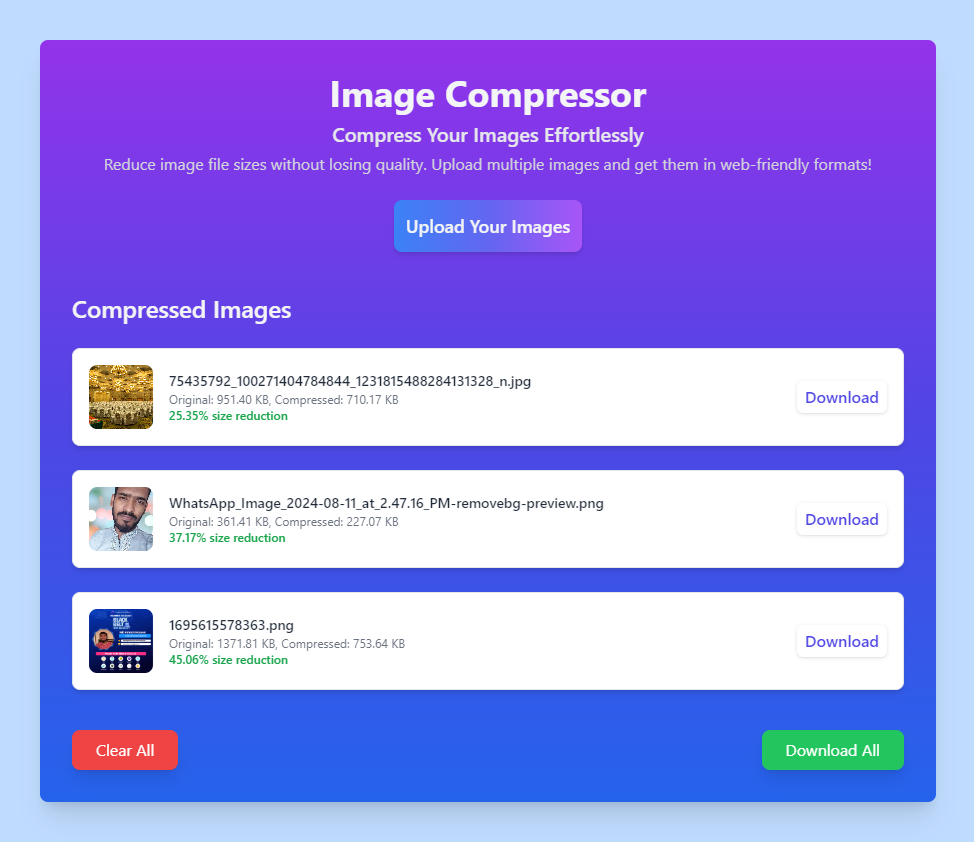 Image Compressor
Compress Your Images Effortlessly
Reduce image file sizes without losing quality. Upload multiple images and get them in web-friendly formats!
Upload Your Images
Compressed Images
75435792_100271404784844_1231815488284131328_n.jpg
Original: 951.40 KB, Compressed: 710.17 KB
25.35% size reduction
Download
WhatsApp_Image_2024-08-11_at_2.47.16_PM-removebg-preview.png
Original: 361.41 KB, Compressed: 227.07 KB
37.17% size reduction
Download
BLACK
BELT
1695615578363.png
Original: 1371.81 KB, Compressed: 753.64 KB
45.06% size reduction
Download
Clear All
Download All